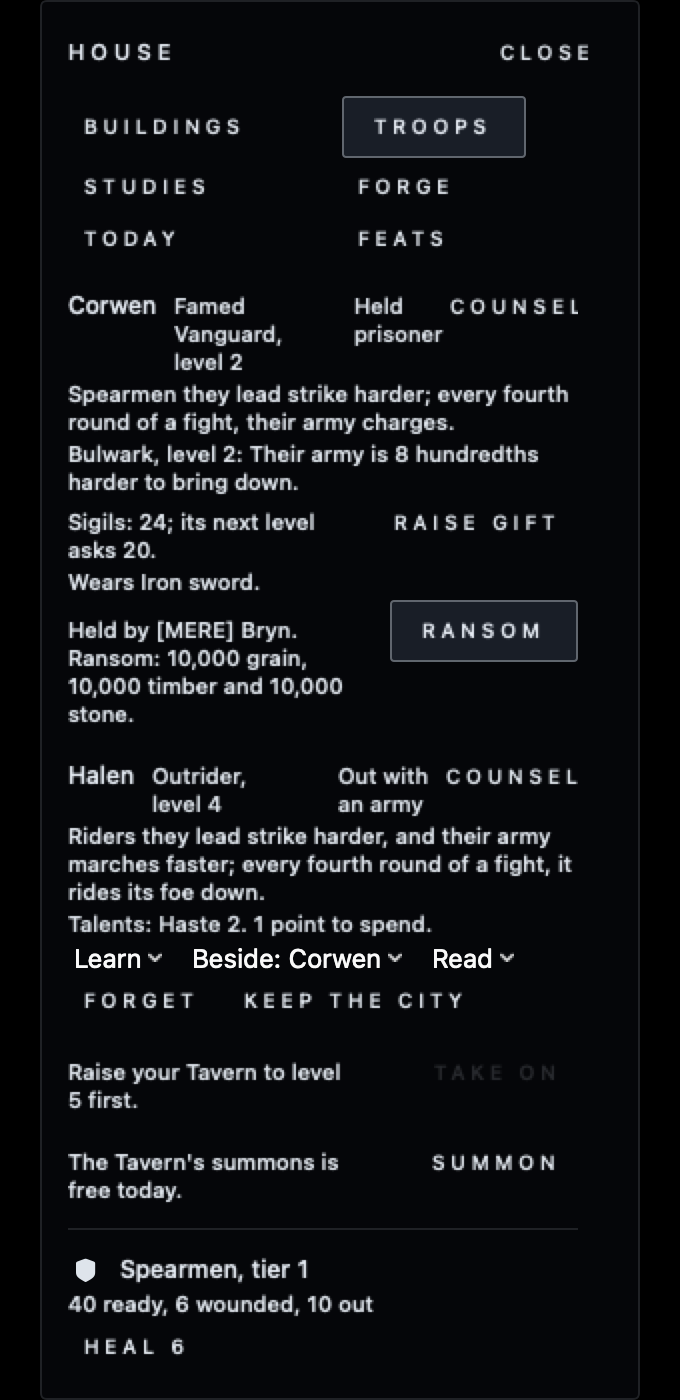 HOUSE CLOSE
BUILDINGS TROOPS
STUDIES FORGE
TODAY FEATS
Corwen Famed Vanguard, level 2 Held prisoner COUNSEL
Spearmen they lead strike harder; every fourth
round of a fight, their army charges.
Bulwark, level 2: Their army is 8 hundredths
harder to bring down.
Sigils: 24; its next level
asks 20.
RAISE GIFT
Wears Iron sword.
Held by [MERE] Bryn.
Ransom: 10,000 grain,
10,000 timber and 10,000
stone.
RANSOM
Halen Outrider, level 4 Out with an army COUNSEL
Riders they lead strike harder, and their army
marches faster; every fourth round of a fight, it
rides its foe down.
Talents: Haste 2. 1 point to spend.
Learn Beside: Corwen Read
FORGET KEEP THE CITY
Raise your Tavern to level
5 first.
TAKE ON
The Tavern's summons is
free today.
SUMMON
Spearmen, tier 1
40 ready, 6 wounded, 10 out
HEAL 6